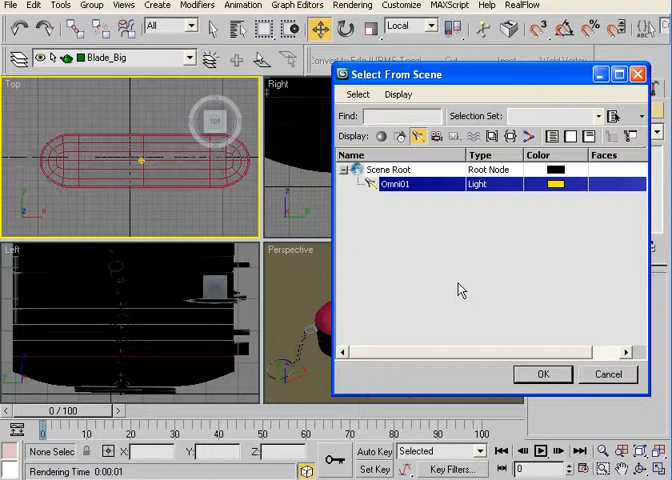 File Edit Tools Group Views Create Modifiers Animation Graph Editors Rendering Customize MAXScript Help RealFlow
All
Local
Blade_Big
Select From Scene
Select Display
Find: Selection Set:
Display:
Name Type Color Faces
Scene Root Root Node
Omni01 Light
OK Cancel
Top
TOP
Right
Left
Perspective
0 / 100
0 10 20 30 40 50 60 70 80 90 100
None Selec X: Y: Z: Auto Key Selected
Rendering Time 0:00:01 Set Key Key Filters... 0